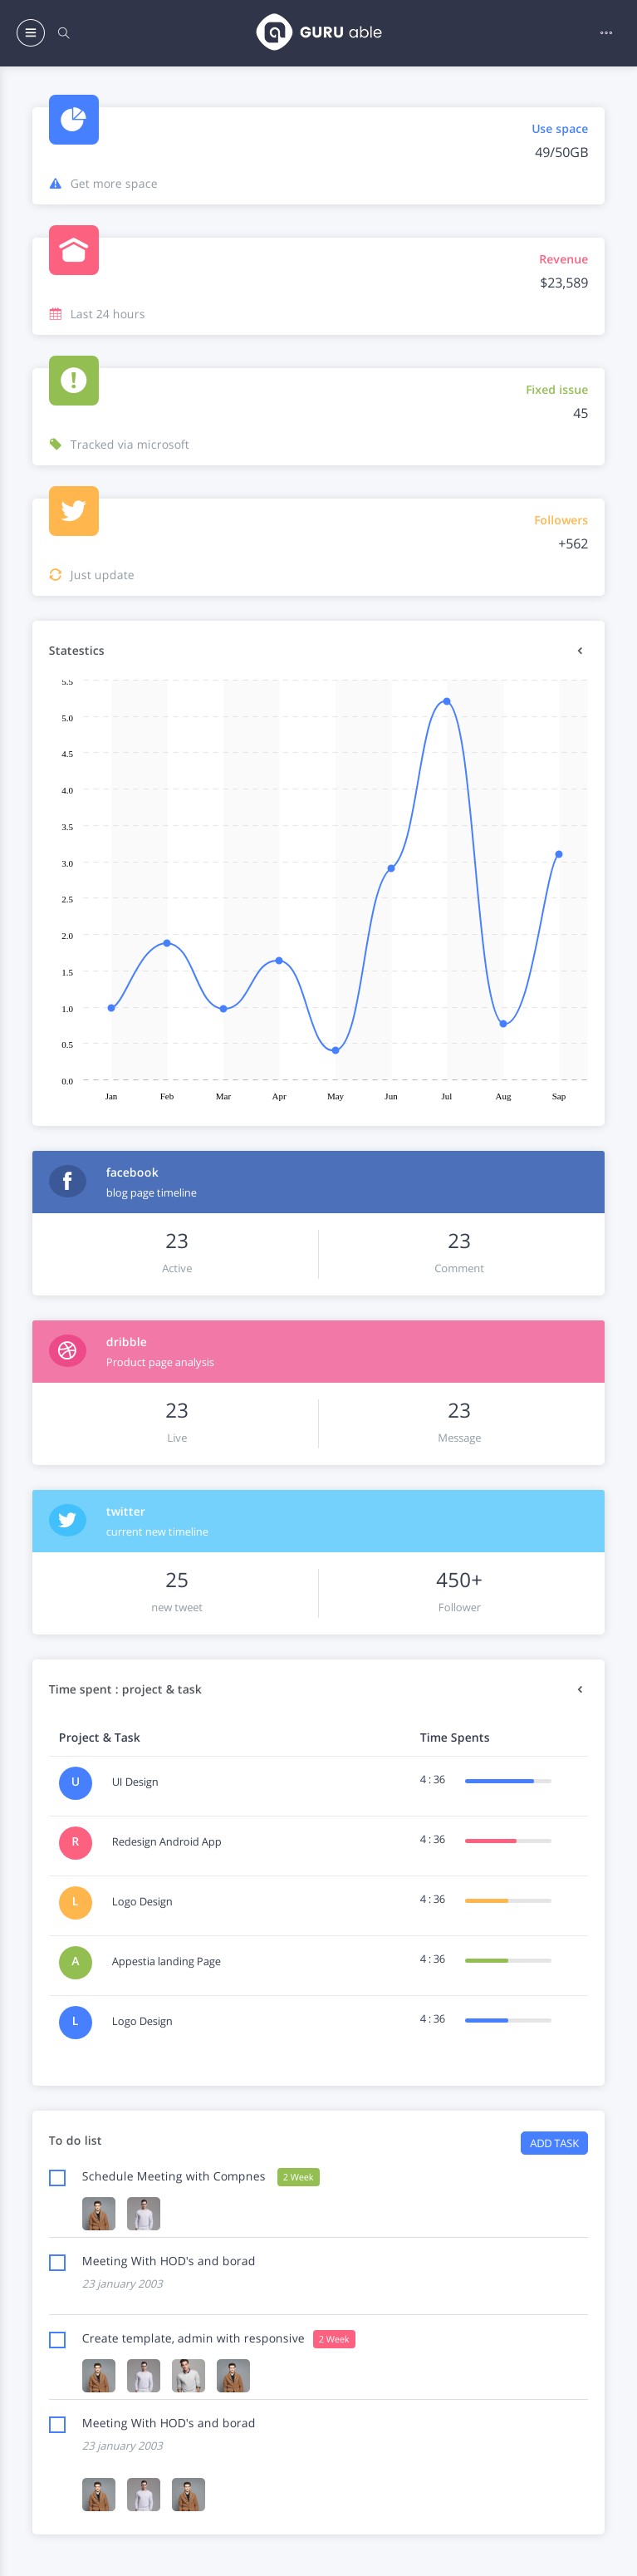 GURU able
Use space
49/50GB
Get more space
Revenue
$23,589
Last 24 hours
Fixed issue
45
Tracked via microsoft
Followers
+562
Just update
Statestics
5.5
5.0
4.5
4.0
3.5
3.0
2.5
2.0
1.5
1.0
0.5
0.0
Jan Feb Mar Apr May Jun Jul Aug Sap
facebook
blog page timeline
23 23
Active Comment
dribble
Product page analysis
23 23
Live Message
twitter
current new timeline
25 450+
new tweet Follower
Time spent : project & task
Project & Task Time Spents
U UI Design 4 : 36
R Redesign Android App 4 : 36
L Logo Design 4 : 36
A Appestia landing Page 4 : 36
L Logo Design 4 : 36
To do list ADD TASK
Schedule Meeting with Compnes 2 Week
Meeting With HOD's and borad
23 january 2003
Create template, admin with responsive 2 Week
Meeting With HOD's and borad
23 january 2003